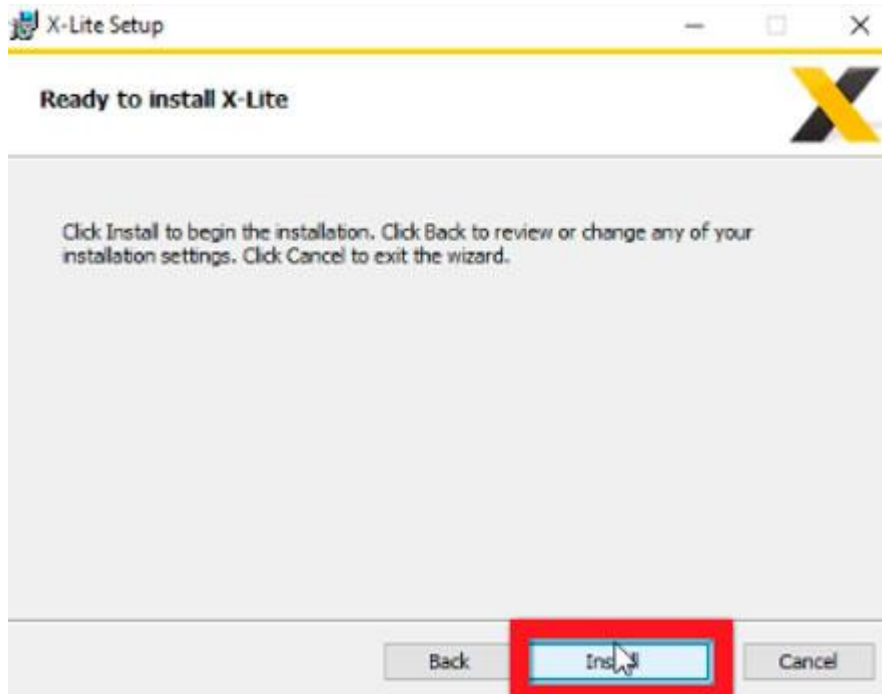 X-Lite Setup
Ready to install X-Lite
Click Install to begin the installation. Click Back to review or change any of your
installation settings. Click Cancel to exit the wizard.
Back Install Cancel